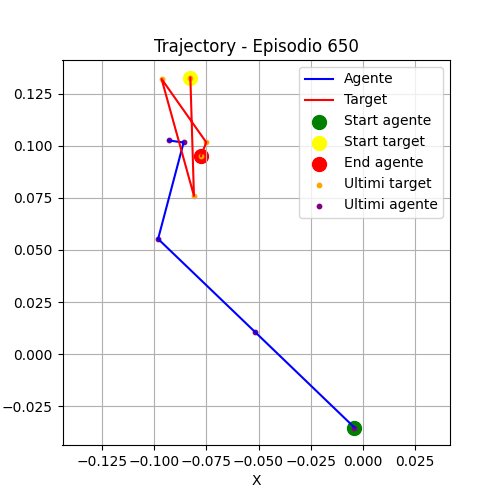 Trajectory - Episodio 650
Agente
Target
Start agente
Start target
End agente
Ultimi target
Ultimi agente
0.125
0.100
0.075
0.050
0.025
0.000
−0.025
−0.125
−0.100
−0.075
−0.050
−0.025
0.000
0.025
X